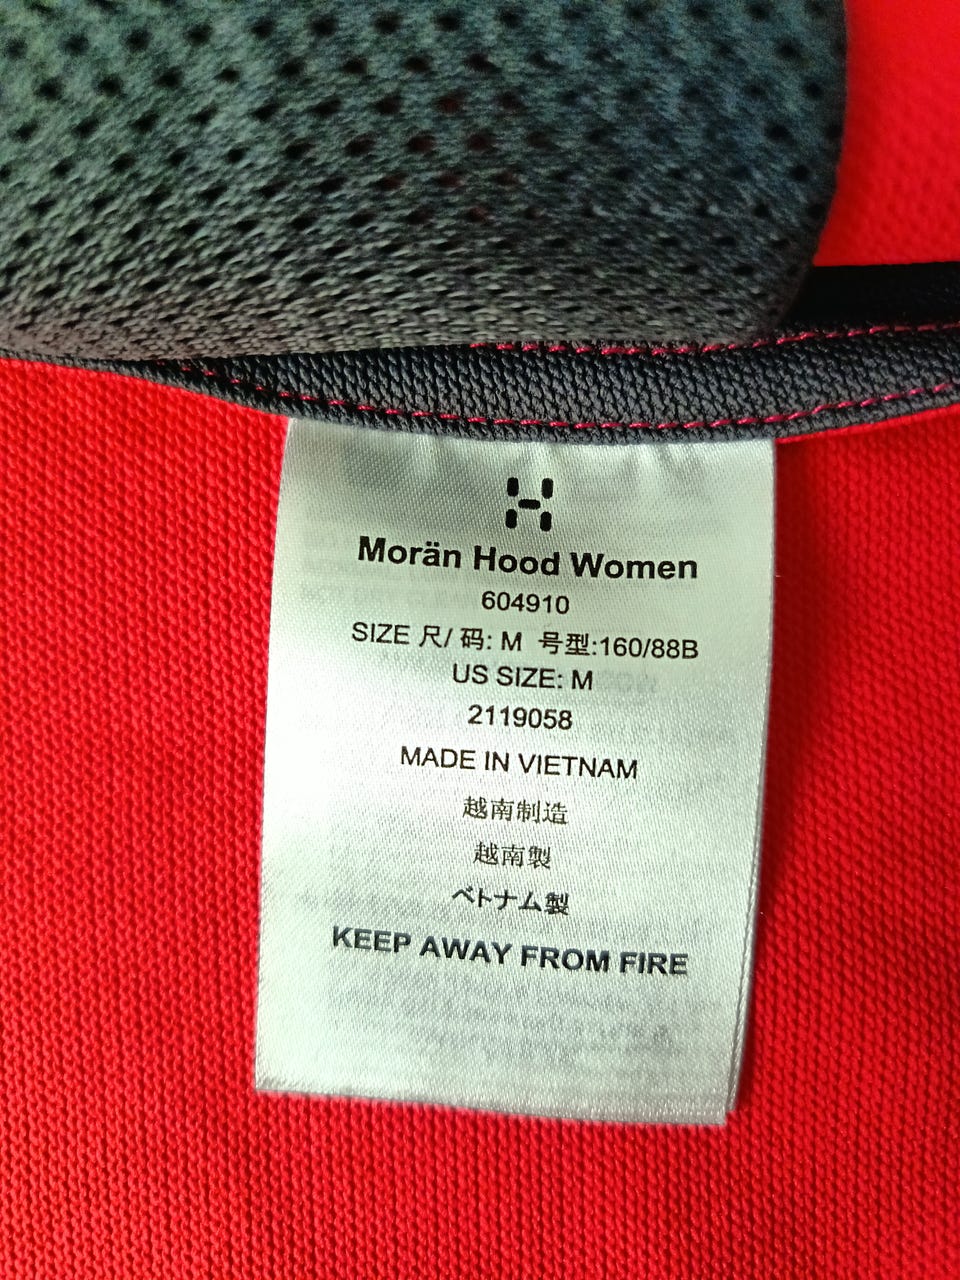 Morän Hood Women
604910
SIZE 尺/ 码: M 号型:160/88B
US SIZE: M
2119058
MADE IN VIETNAM
越南制造
越南製
ベトナム製
KEEP AWAY FROM FIRE